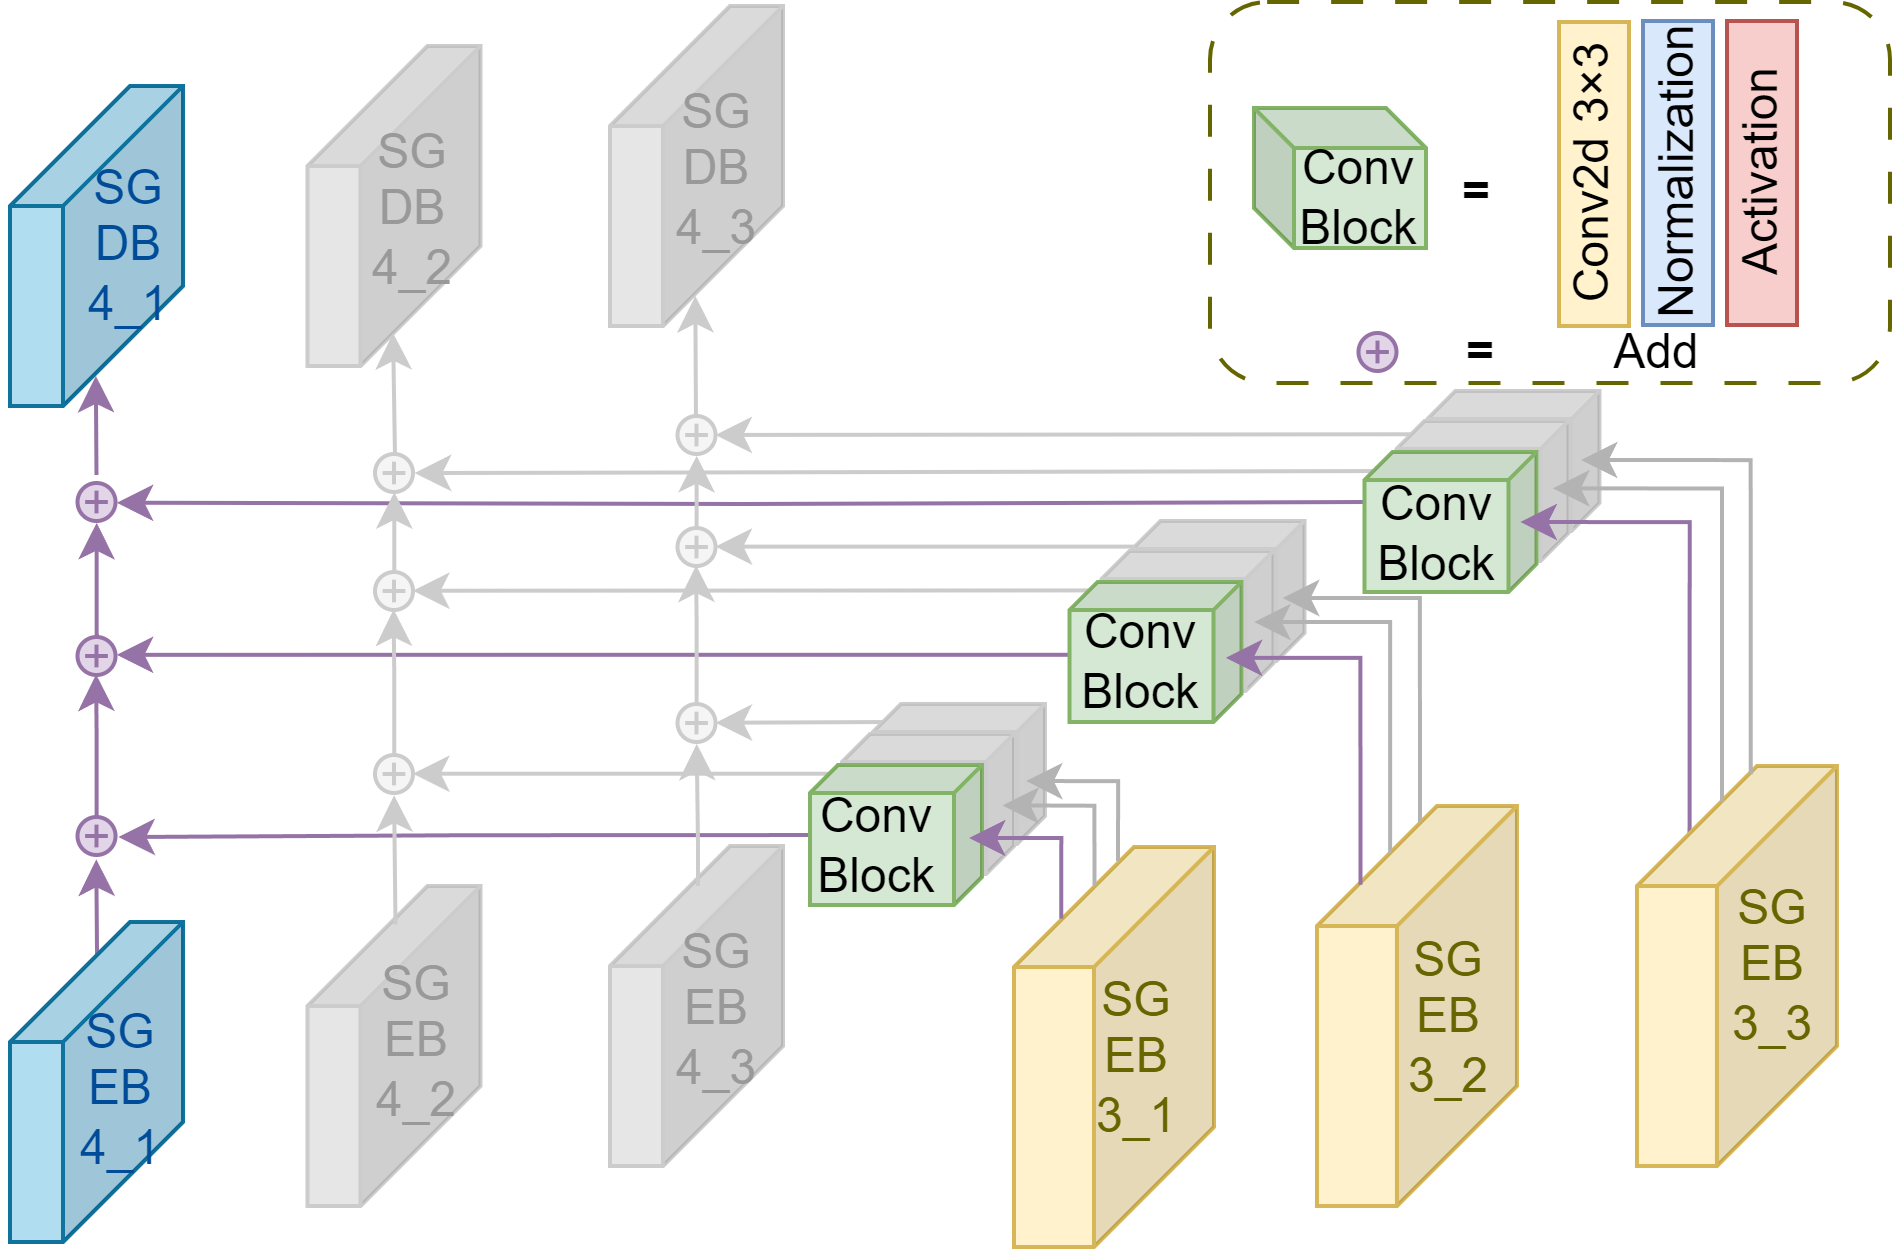 SG
DB
4_1
SG
DB
4_2
SG
DB
4_3
Conv
Block
=
Conv2d 3×3
Normalization
Activation
=
Add
Conv
Block
Conv
Block
Conv
Block
SG
EB
4_1
SG
EB
4_2
SG
EB
4_3
SG
EB
3_1
SG
EB
3_2
SG
EB
3_3